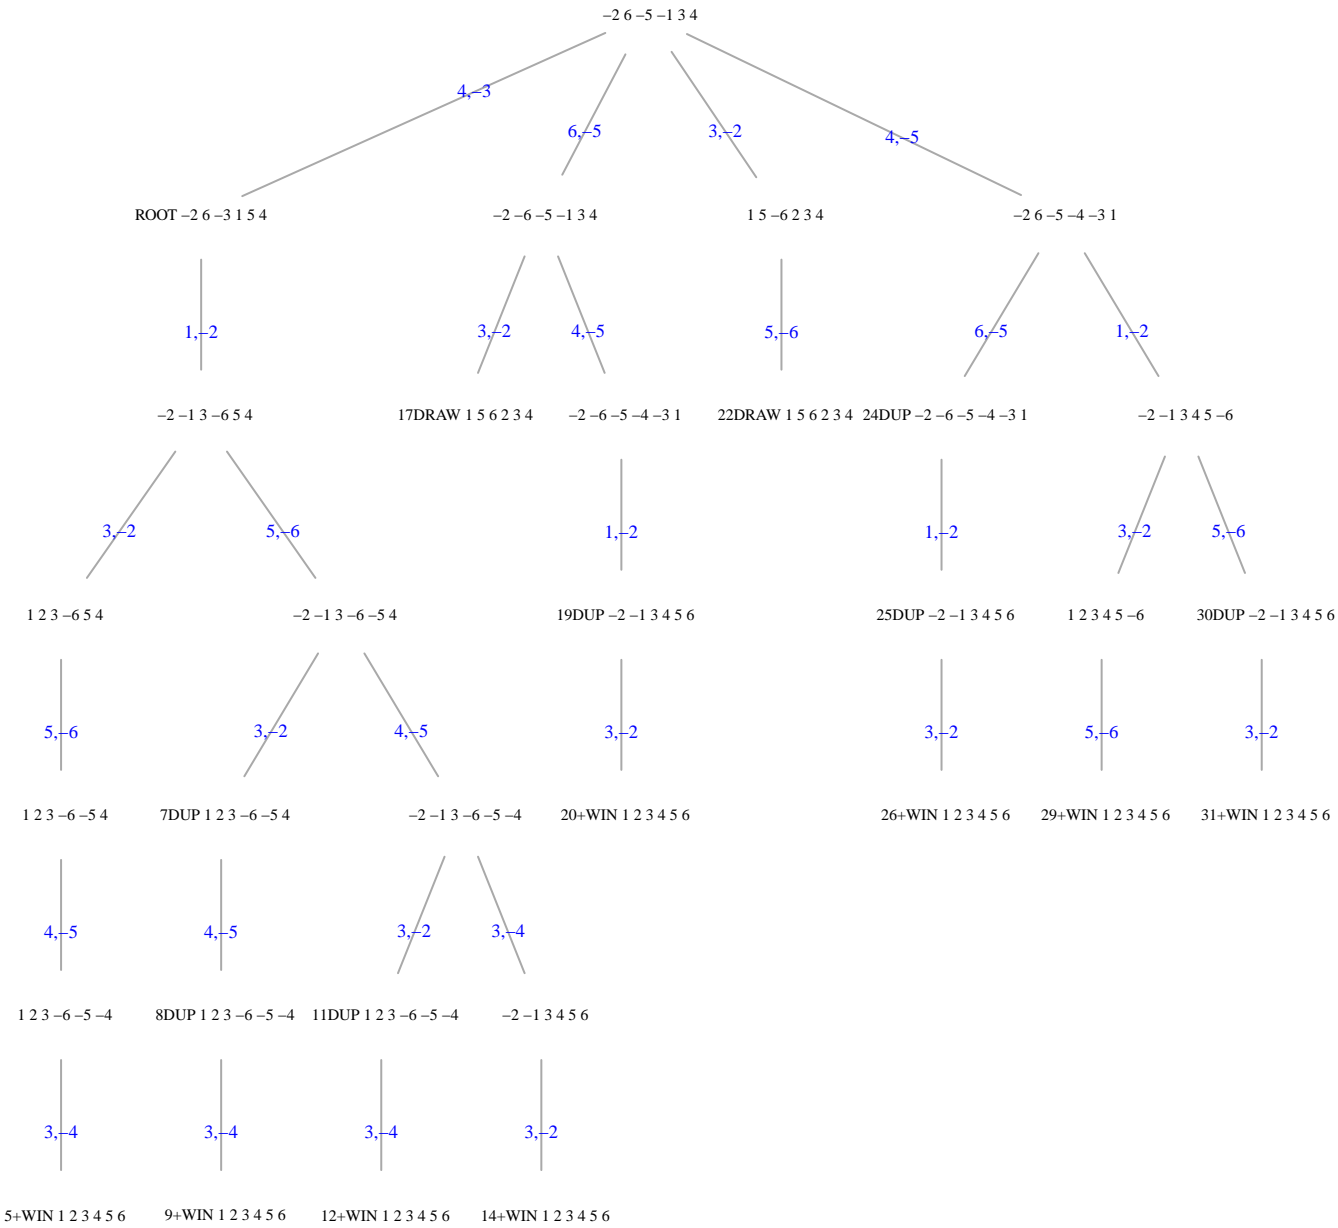 −2 6 −5 −1 3 4
4,−3
6,−5
3,−2
4,−5
ROOT −2 6 −3 1 5 4
−2 −6 −5 −1 3 4
1 5 −6 2 3 4
−2 6 −5 −4 −3 1
1,−2
3,−2
4,−5
5,−6
6,−5
1,−2
−2 −1 3 −6 5 4
17DRAW 1 5 6 2 3 4
−2 −6 −5 −4 −3 1
22DRAW 1 5 6 2 3 4
24DUP −2 −6 −5 −4 −3 1
−2 −1 3 4 5 −6
3,−2
5,−6
1,−2
1,−2
3,−2
5,−6
1 2 3 −6 5 4
−2 −1 3 −6 −5 4
19DUP −2 −1 3 4 5 6
25DUP −2 −1 3 4 5 6
1 2 3 4 5 −6
30DUP −2 −1 3 4 5 6
5,−6
3,−2
4,−5
3,−2
3,−2
5,−6
3,−2
1 2 3 −6 −5 4
7DUP 1 2 3 −6 −5 4
−2 −1 3 −6 −5 −4
20+WIN 1 2 3 4 5 6
26+WIN 1 2 3 4 5 6
29+WIN 1 2 3 4 5 6
31+WIN 1 2 3 4 5 6
4,−5
4,−5
3,−2
3,−4
1 2 3 −6 −5 −4
8DUP 1 2 3 −6 −5 −4
11DUP 1 2 3 −6 −5 −4
−2 −1 3 4 5 6
3,−4
3,−4
3,−4
3,−2
5+WIN 1 2 3 4 5 6
9+WIN 1 2 3 4 5 6
12+WIN 1 2 3 4 5 6
14+WIN 1 2 3 4 5 6